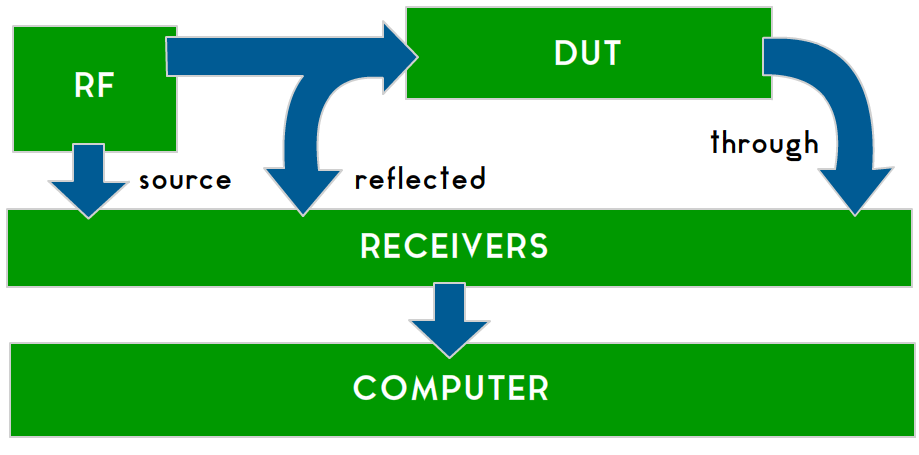 RF
DUT
source
reflected
through
RECEIVERS
COMPUTER